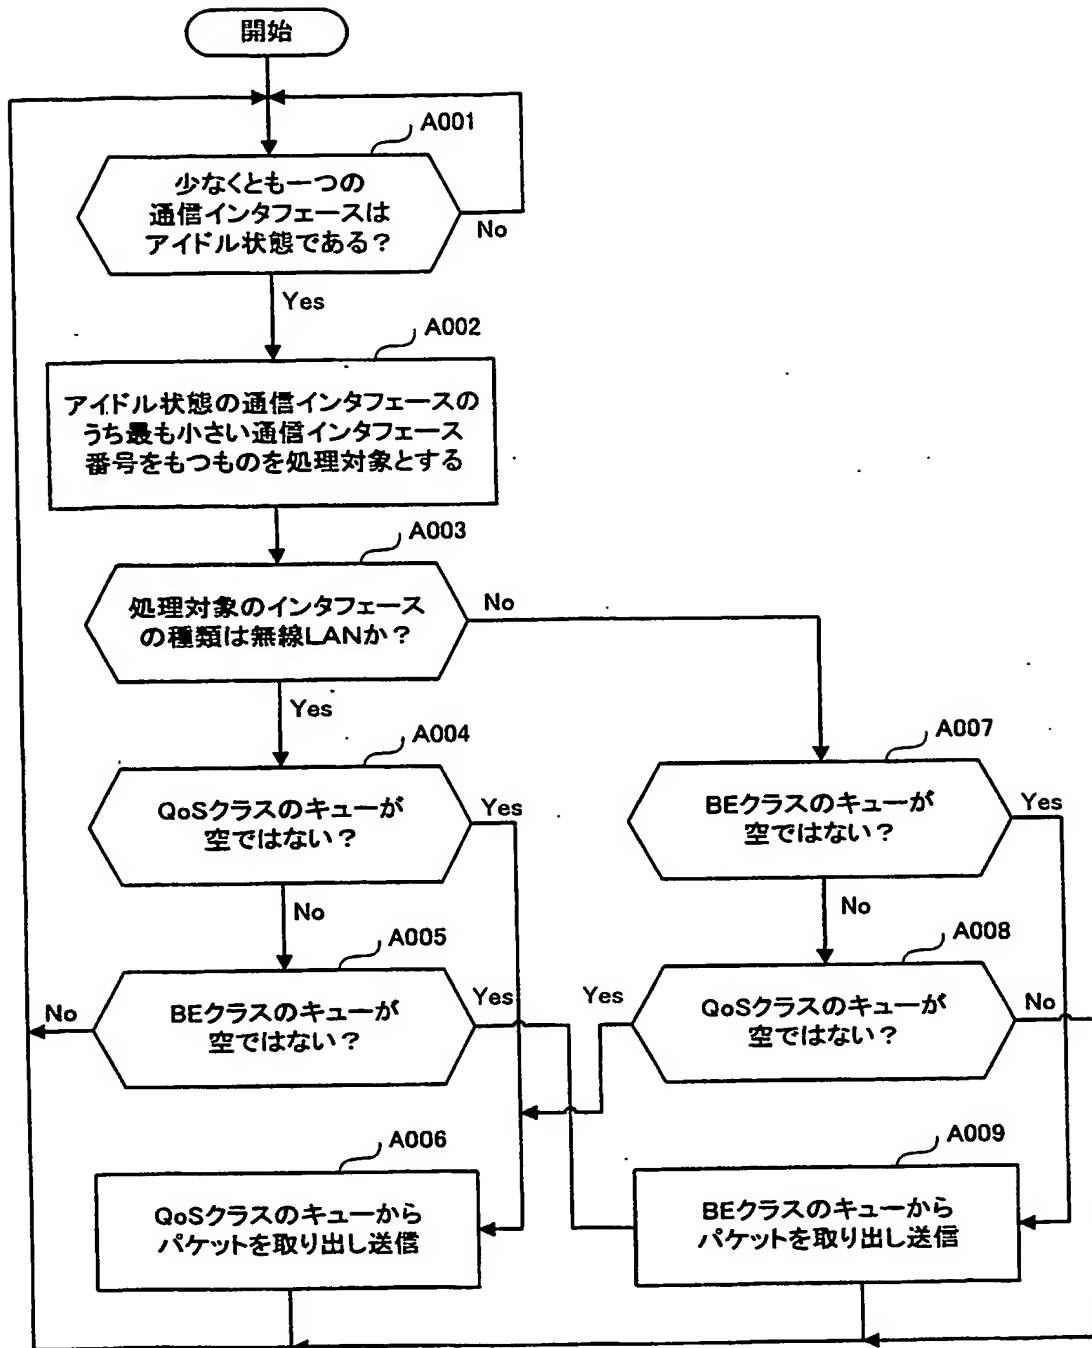 開始
A001
少なくとも一つの
通信インタフェースは
アイドル状態である？
No
Yes
A002
アイドル状態の通信インタフェースの
うち最も小さい通信インタフェース
番号をもつものを処理対象とする
A003
処理対象のインタフェース
の種類は無線LANか？
No
Yes
A004
QoSクラスのキューが
空ではない？
Yes
No
A007
BEクラスのキューが
空ではない？
Yes
No
A005
BEクラスのキューが
空ではない？
No
Yes
A008
QoSクラスのキューが
空ではない？
Yes
No
A006
QoSクラスのキューから
パケットを取り出し送信
A009
BEクラスのキューから
パケットを取り出し送信